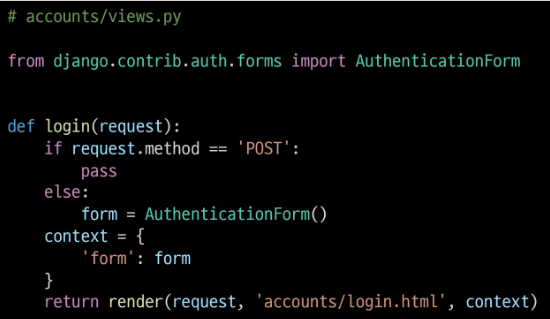 # accounts/views.py
from django.contrib.auth.forms import AuthenticationForm
def login(request):
    if request.method == 'POST':
        pass
    else:
        form = AuthenticationForm()
    context = {
        'form': form
    }
    return render(request, 'accounts/login.html', context)